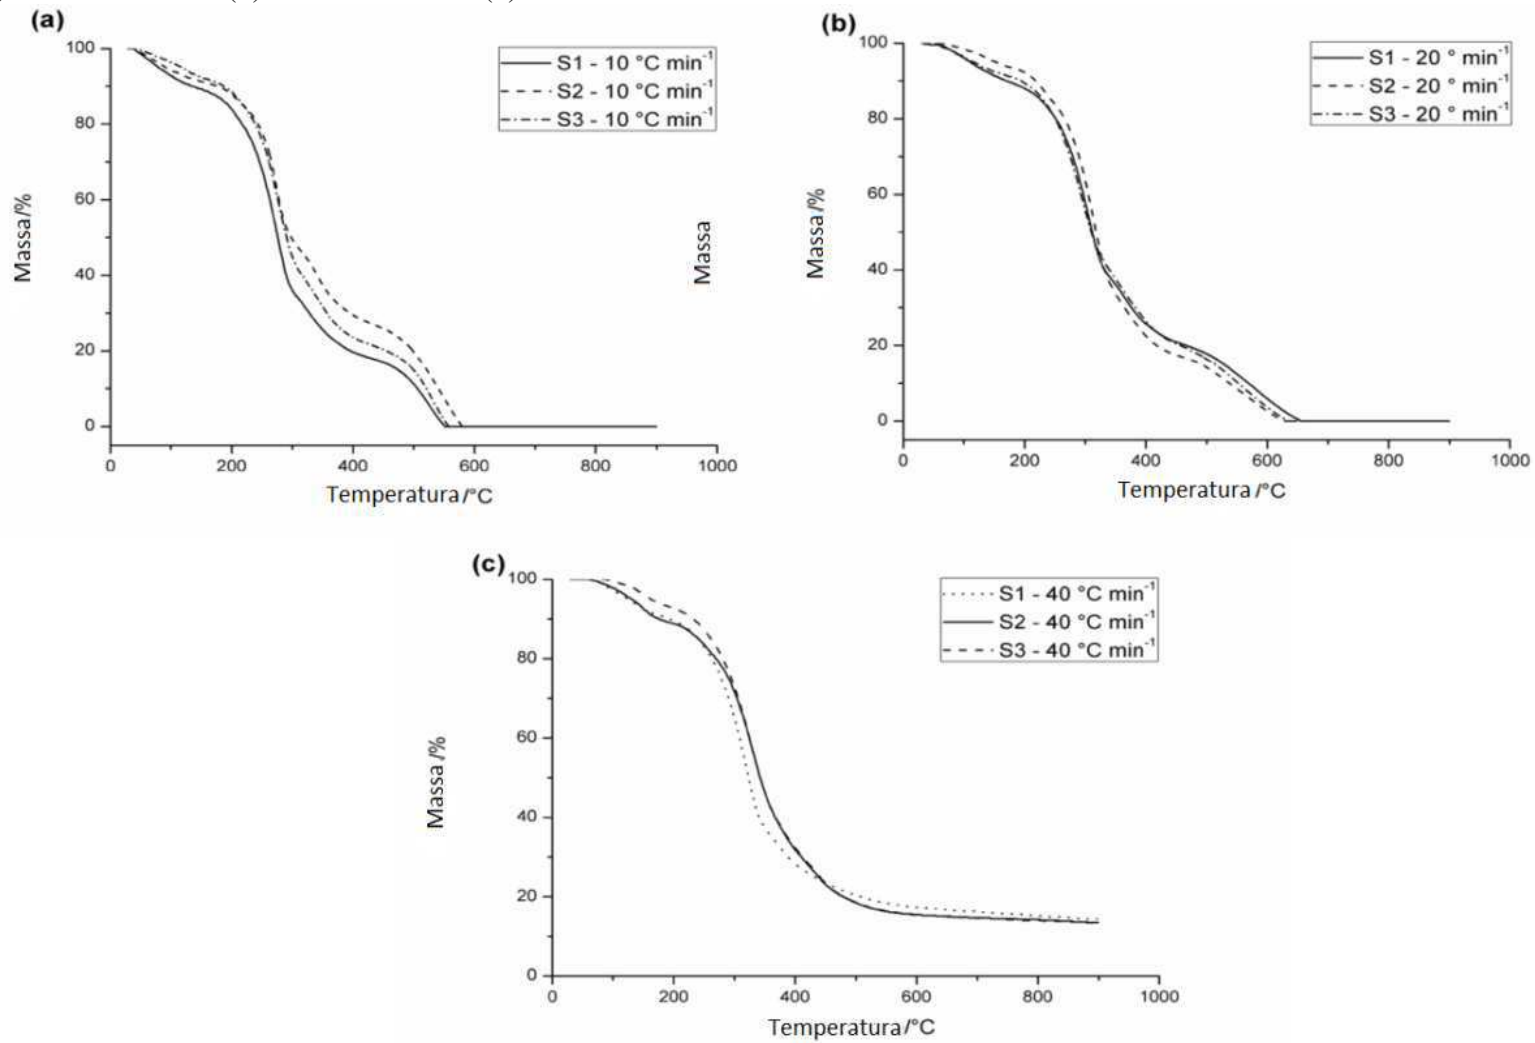 (a)
S1 - 10 °C min⁻¹
S2 - 10 °C min⁻¹
S3 - 10 °C min⁻¹
Massa/%
100
80
60
40
20
0
0 200 400 600 800 1000
Temperatura/°C
Massa
(b)
S1 - 20 ° min⁻¹
S2 - 20 ° min⁻¹
S3 - 20 ° min⁻¹
Massa/%
100
80
60
40
20
0
0 200 400 600 800 1000
Temperatura/°C
(c)
S1 - 40 °C min⁻¹
S2 - 40 °C min⁻¹
S3 - 40 °C min⁻¹
Massa/%
100
80
60
40
20
0
0 200 400 600 800 1000
Temperatura/°C